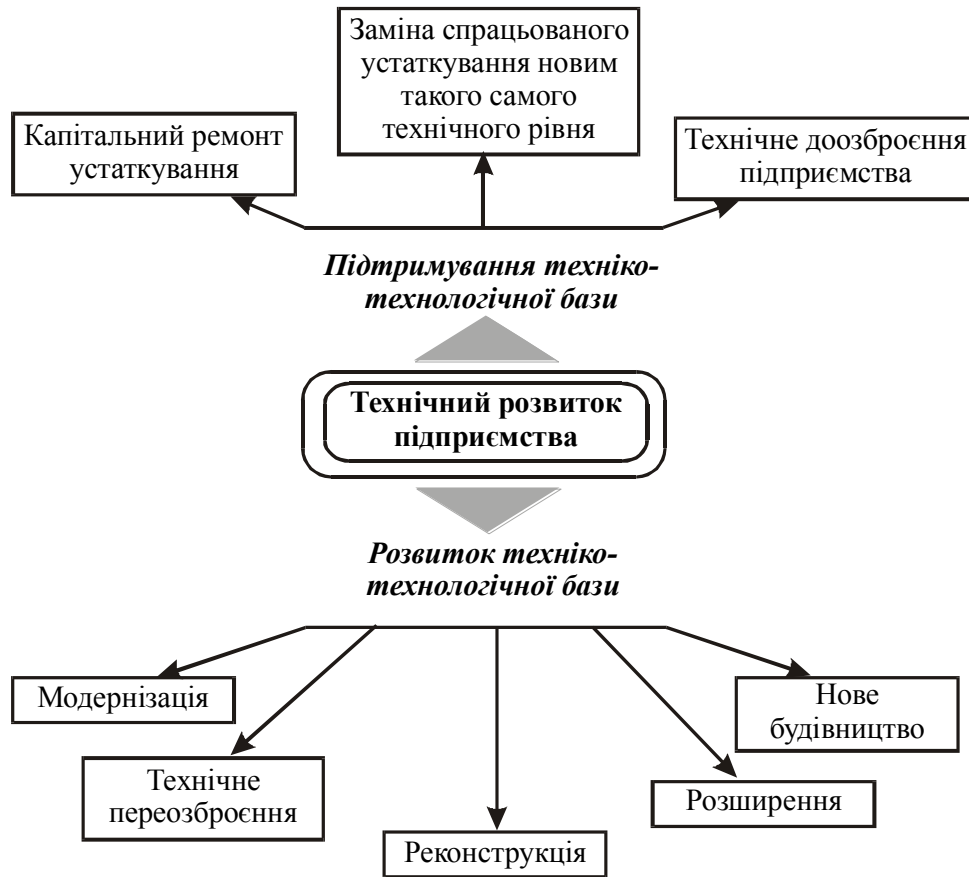 Заміна спрацьованого
устаткування новим
такого самого
технічного рівня
Капітальний ремонт
устаткування
Технічне доозброєння
підприємства
Підтримування техніко-
технологічної бази
Технічний розвиток
підприємства
Розвиток техніко-
технологічної бази
Модернізація
Нове
будівництво
Технічне
переозброєння
Розширення
Реконструкція